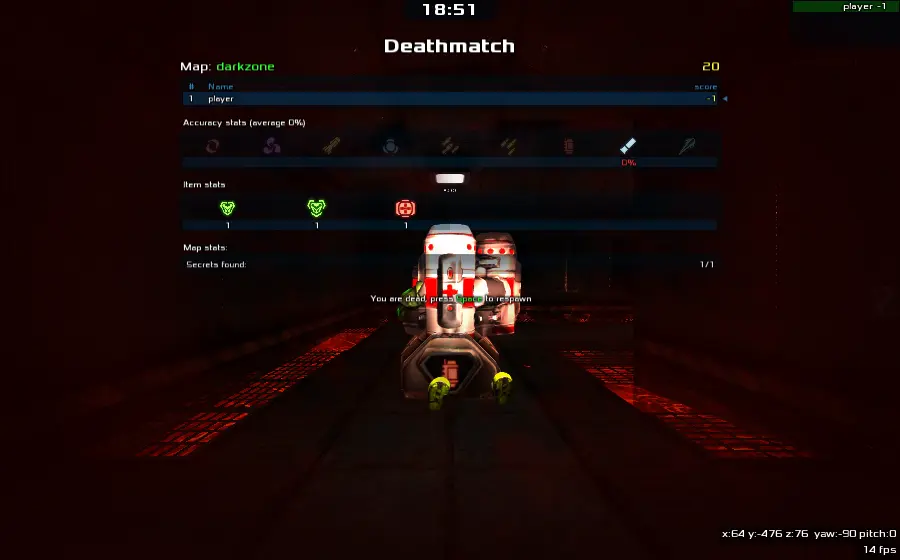 18:51
player -1
Deathmatch
Map: darkzone 20
# Name score
1 player -1
Accuracy stats (average 0%)
0%
Item stats
1 1 1
Map stats:
Secrets found: 1/1
You are dead, press Space to respawn
x:64 y:-476 z:76 yaw:-90 pitch:0
14 fps